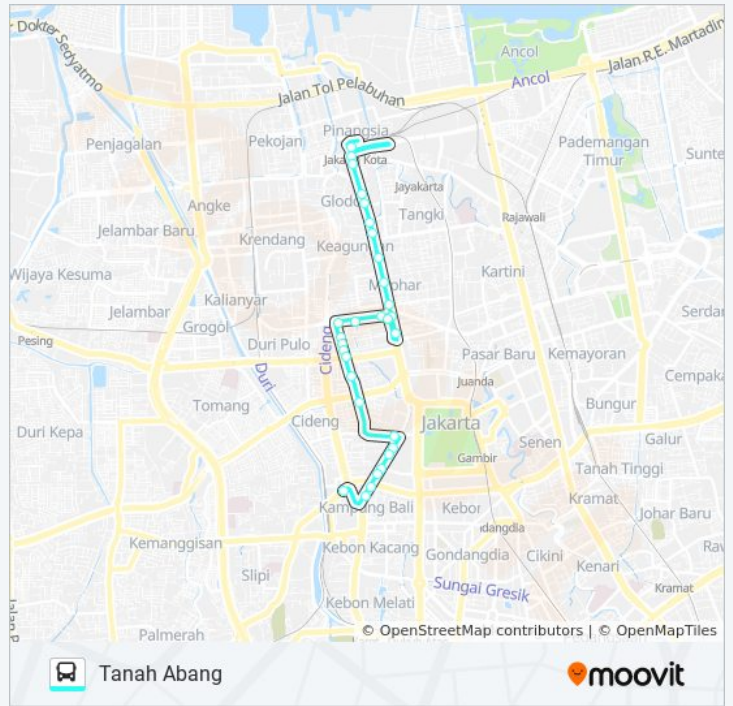 Dokter Sedyatmo
Ancol
Jalan R.E. Martadin
Ancol
Jalan Tol Pelabuhan
Penjagalan
Pekojan
Pinangsia
Pademangan
Timur
Sunte
Jakarta Kota
Jayakarta
Angke
Glodok
Tangki
Rajawali
Jelambar Baru
Krendang
Keagungan
Wijaya Kesuma
Kartini
Kalianyar
Maphar
Jelambar
Grogol
Serdan
Pesing
Duri Pulo
Cideng
Pasar Baru
Kemayoran
Duri
Juanda
Cempaka
Tomang
Bungur
Cideng
Jakarta
Duri Kepa
Senen
Galur
Gambir
Tanah Tinggi
Kampung Bali
Kebon
Kramat
ndangdia
Johar Baru
Kemanggisan
Kebon Kacang
Gondangdia
Cikini
Raw
Slipi
Kenari
Sungai Gresik
Kramat
Kebon Melati
Palmerah
© OpenStreetMap contributors | © OpenMapTiles
Tanah Abang
moovit